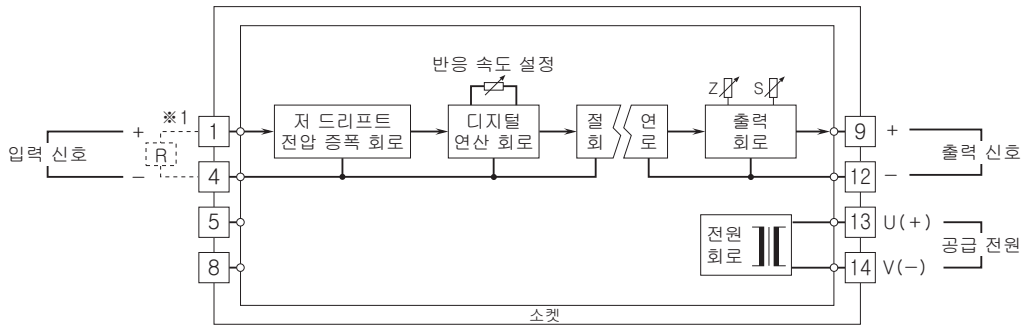 반응 속도 설정
Z S
※1
+ 1 저 드리프트 디지털 절 연 출력 9 +
전압 증폭 회로 연산 회로 회 로 회로
입력 신호 R 출력 신호
− 4 12 −
5 13 U(+)
전원
회로 공급 전원
8 14 V(−)
소켓